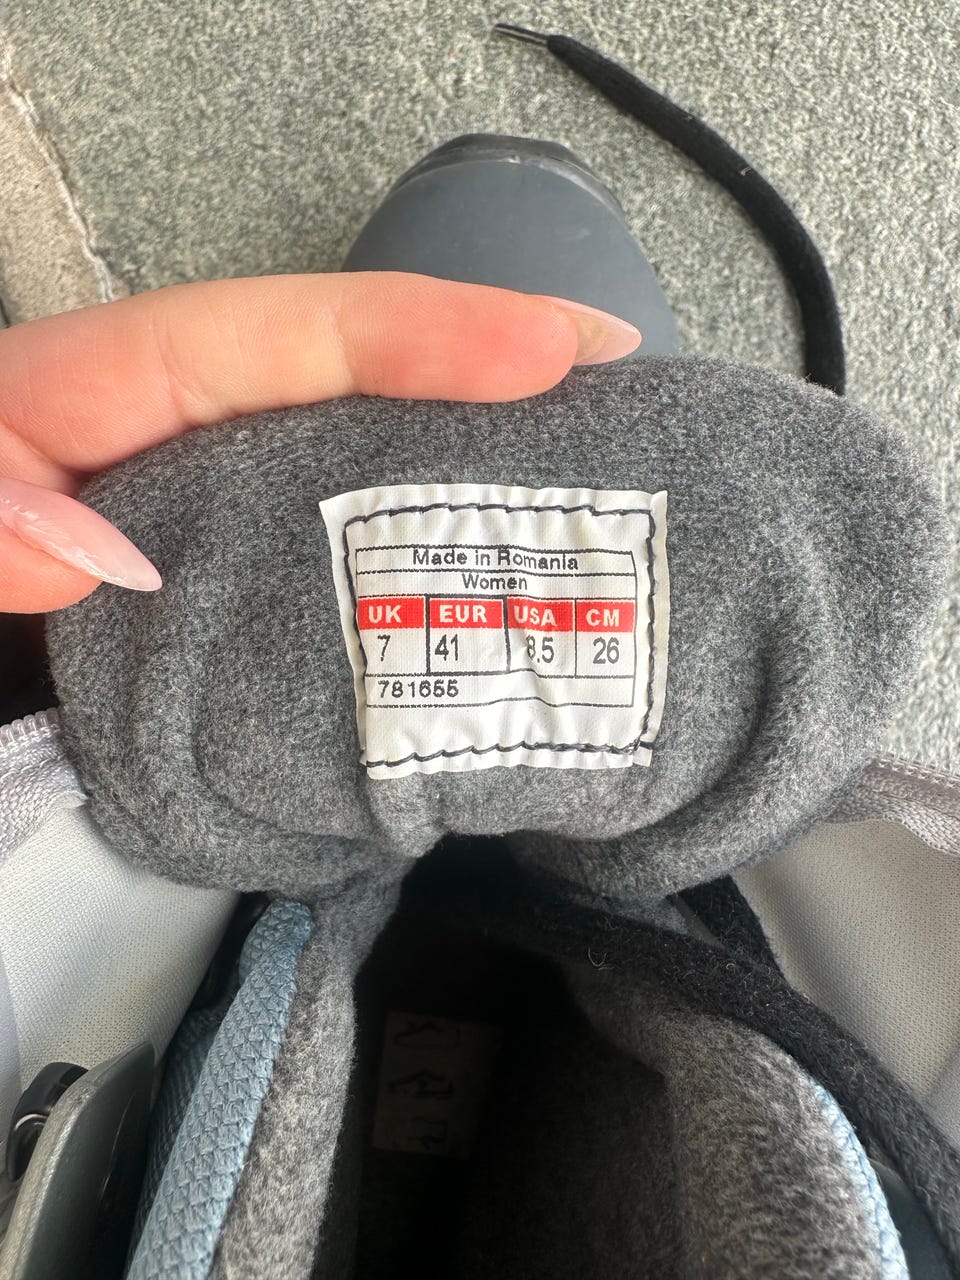 Made in Romania
Women
UK EUR USA CM
7 41 8.5 26
781655